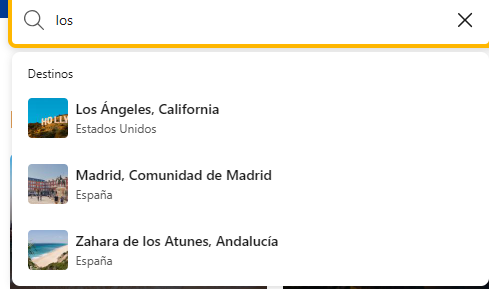 los
Destinos
Los Ángeles, California
Estados Unidos
Madrid, Comunidad de Madrid
España
Zahara de los Atunes, Andalucía
España